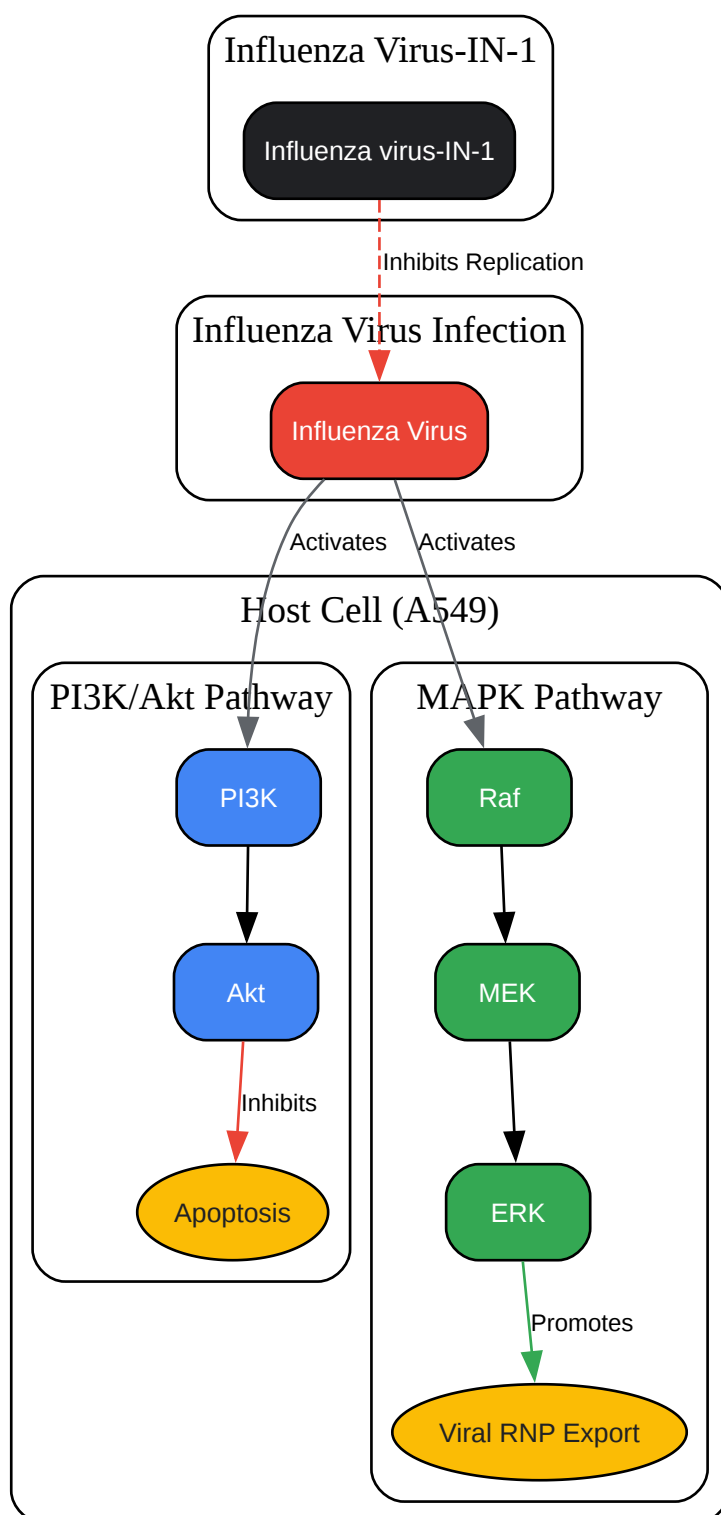 Influenza Virus-IN-1
Influenza virus-IN-1
Inhibits Replication
Influenza Virus Infection
Influenza Virus
Activates
Activates
Host Cell (A549)
PI3K/Akt Pathway
PI3K
Akt
Inhibits
Apoptosis
MAPK Pathway
Raf
MEK
ERK
Promotes
Viral RNP Export